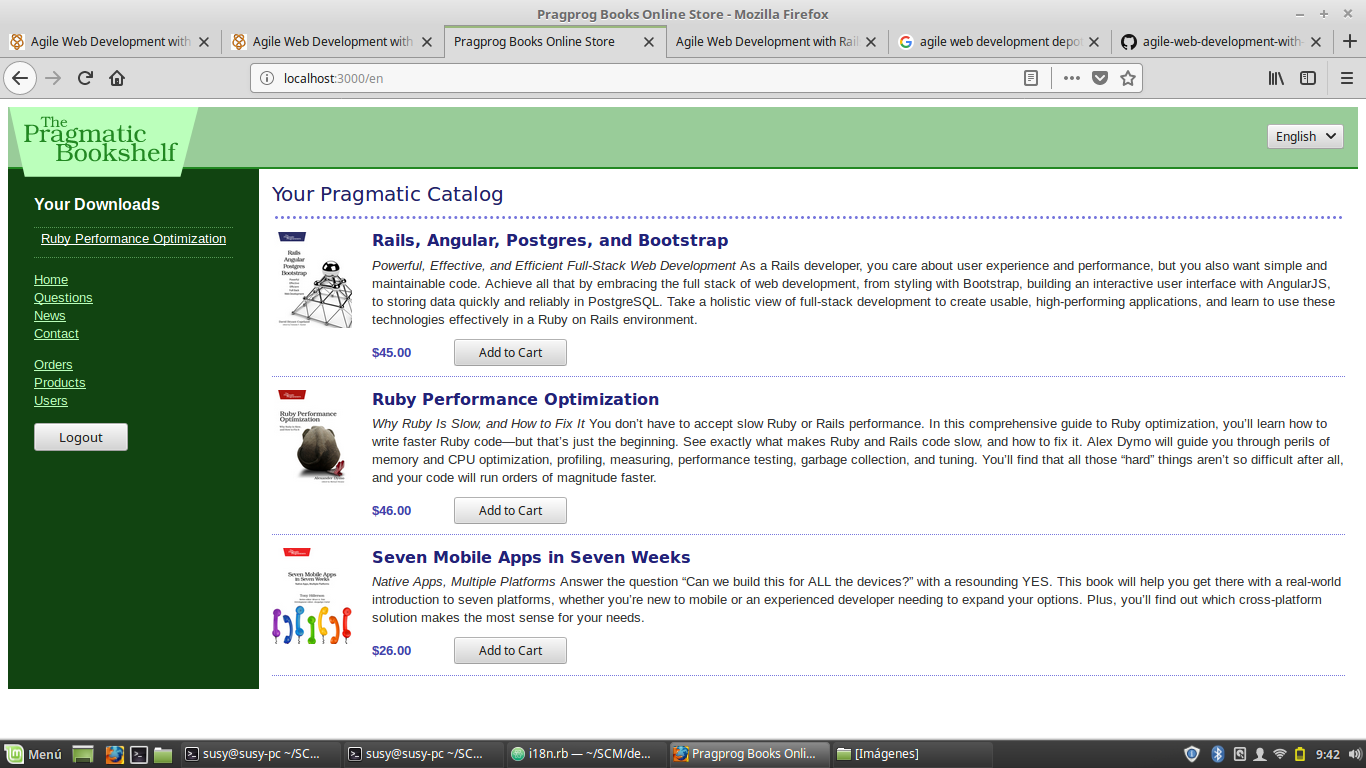 Pragprog Books Online Store - Mozilla Firefox
Agile Web Development with
Agile Web Development with
Pragprog Books Online Store
Agile Web Development with Rail
agile web development depot
agile-web-development-with-
localhost:3000/en
The
Pragmatic
Bookshelf
English
Your Downloads
Ruby Performance Optimization
Home
Questions
News
Contact
Orders
Products
Users
Logout
Your Pragmatic Catalog
Rails
Angular
Postgres
Bootstrap
Rails, Angular, Postgres, and Bootstrap
Powerful, Effective, and Efficient Full-Stack Web Development As a Rails developer, you care about user experience and performance, but you also want simple and
maintainable code. Achieve all that by embracing the full stack of web development, from styling with Bootstrap, building an interactive user interface with AngularJS,
to storing data quickly and reliably in PostgreSQL. Take a holistic view of full-stack development to create usable, high-performing applications, and learn to use these
technologies effectively in a Ruby on Rails environment.
$45.00
Add to Cart
Ruby Performance
Optimization
Ruby Performance Optimization
Why Ruby Is Slow, and How to Fix It You don’t have to accept slow Ruby or Rails performance. In this comprehensive guide to Ruby optimization, you’ll learn how to
write faster Ruby code—but that’s just the beginning. See exactly what makes Ruby and Rails code slow, and how to fix it. Alex Dymo will guide you through perils of
memory and CPU optimization, profiling, measuring, performance testing, garbage collection, and tuning. You’ll find that all those “hard” things aren’t so difficult after all,
and your code will run orders of magnitude faster.
$46.00
Add to Cart
Seven Mobile Apps
in Seven Weeks
Seven Mobile Apps in Seven Weeks
Native Apps, Multiple Platforms Answer the question “Can we build this for ALL the devices?” with a resounding YES. This book will help you get there with a real-world
introduction to seven platforms, whether you’re new to mobile or an experienced developer needing to expand your options. Plus, you’ll find out which cross-platform
solution makes the most sense for your needs.
$26.00
Add to Cart
Menú
susy@susy-pc ~/SC...
susy@susy-pc ~/SC...
i18n.rb — ~/SCM/de...
Pragprog Books Onli...
[Imágenes]
9:42